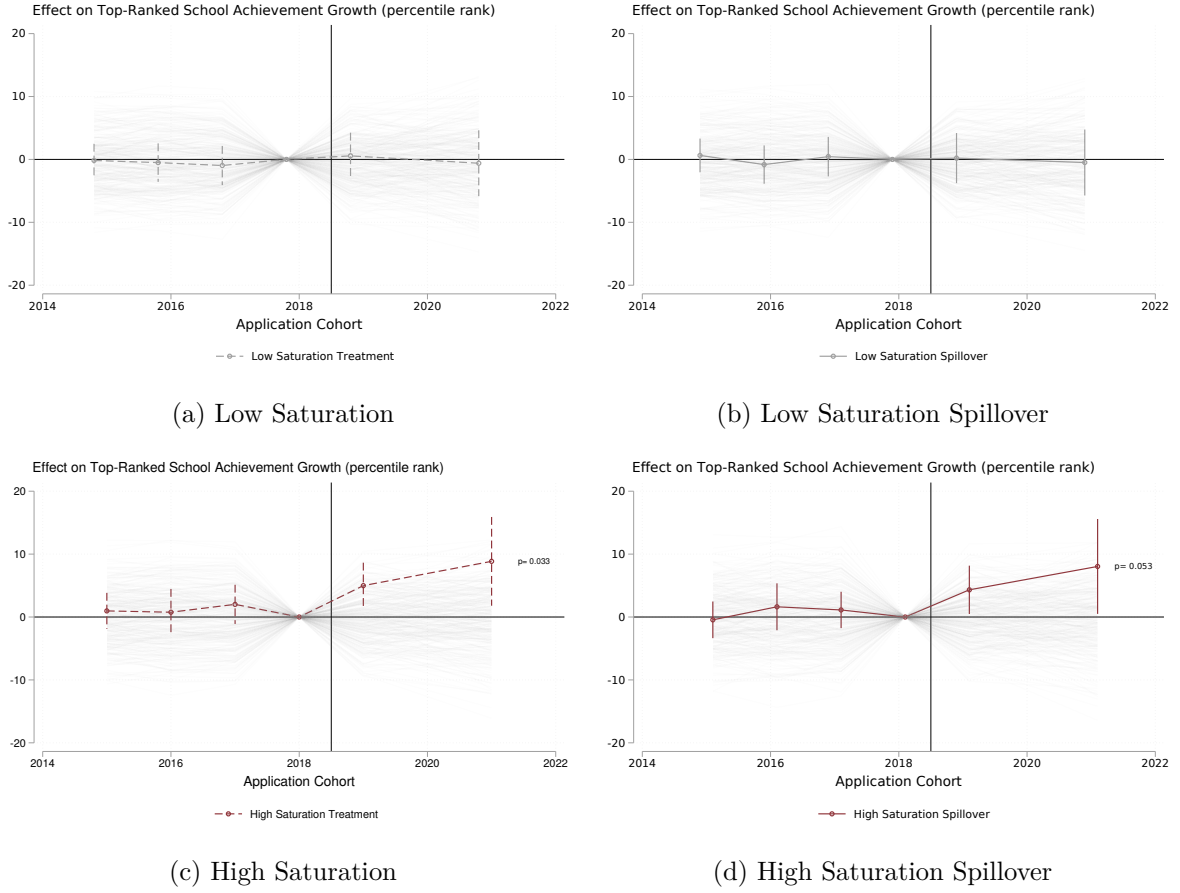 Effect on Top-Ranked School Achievement Growth (percentile rank)
20
10
0
-10
-20
2014 2016 2018 2020 2022
Application Cohort
Low Saturation Treatment
(a) Low Saturation
Effect on Top-Ranked School Achievement Growth (percentile rank)
20
10
0
-10
-20
2014 2016 2018 2020 2022
Application Cohort
Low Saturation Spillover
(b) Low Saturation Spillover
Effect on Top-Ranked School Achievement Growth (percentile rank)
20
10
p= 0.033
0
-10
-20
2014 2016 2018 2020 2022
Application Cohort
High Saturation Treatment
(c) High Saturation
Effect on Top-Ranked School Achievement Growth (percentile rank)
20
10
p= 0.053
0
-10
-20
2014 2016 2018 2020 2022
Application Cohort
High Saturation Spillover
(d) High Saturation Spillover